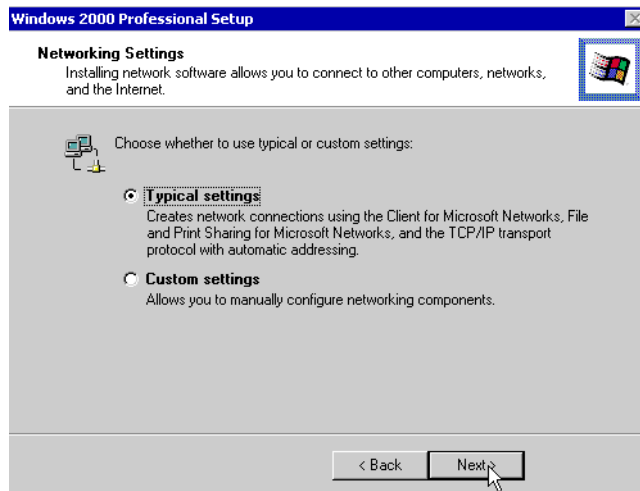 Windows 2000 Professional Setup
Networking Settings
Installing network software allows you to connect to other computers, networks,
and the Internet.
Choose whether to use typical or custom settings:
Typical settings
Creates network connections using the Client for Microsoft Networks, File
and Print Sharing for Microsoft Networks, and the TCP/IP transport
protocol with automatic addressing.
Custom settings
Allows you to manually configure networking components.
< Back
Next >